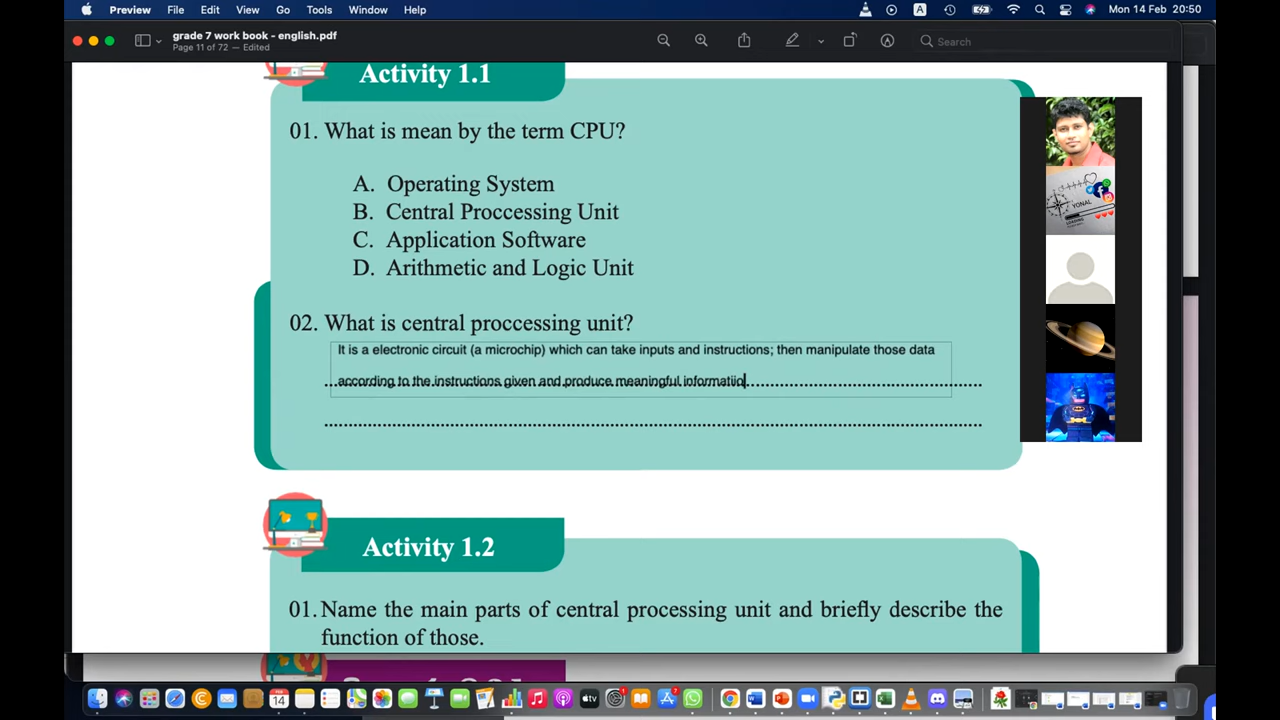 Preview File Edit View Go Tools Window Help
A
Mon 14 Feb 20:50
grade 7 work book - english.pdf
Page 11 of 72 — Edited
Search
Activity 1.1
01. What is mean by the term CPU?
A. Operating System
B. Central Proccessing Unit
C. Application Software
D. Arithmetic and Logic Unit
02. What is central proccessing unit?
It is a electronic circuit (a microchip) which can take inputs and instructions; then manipulate those data
according to the instructions given and produce meaningful informatiio
YONAL
LOADING
Activity 1.2
01. Name the main parts of central processing unit and briefly describe the
function of those.